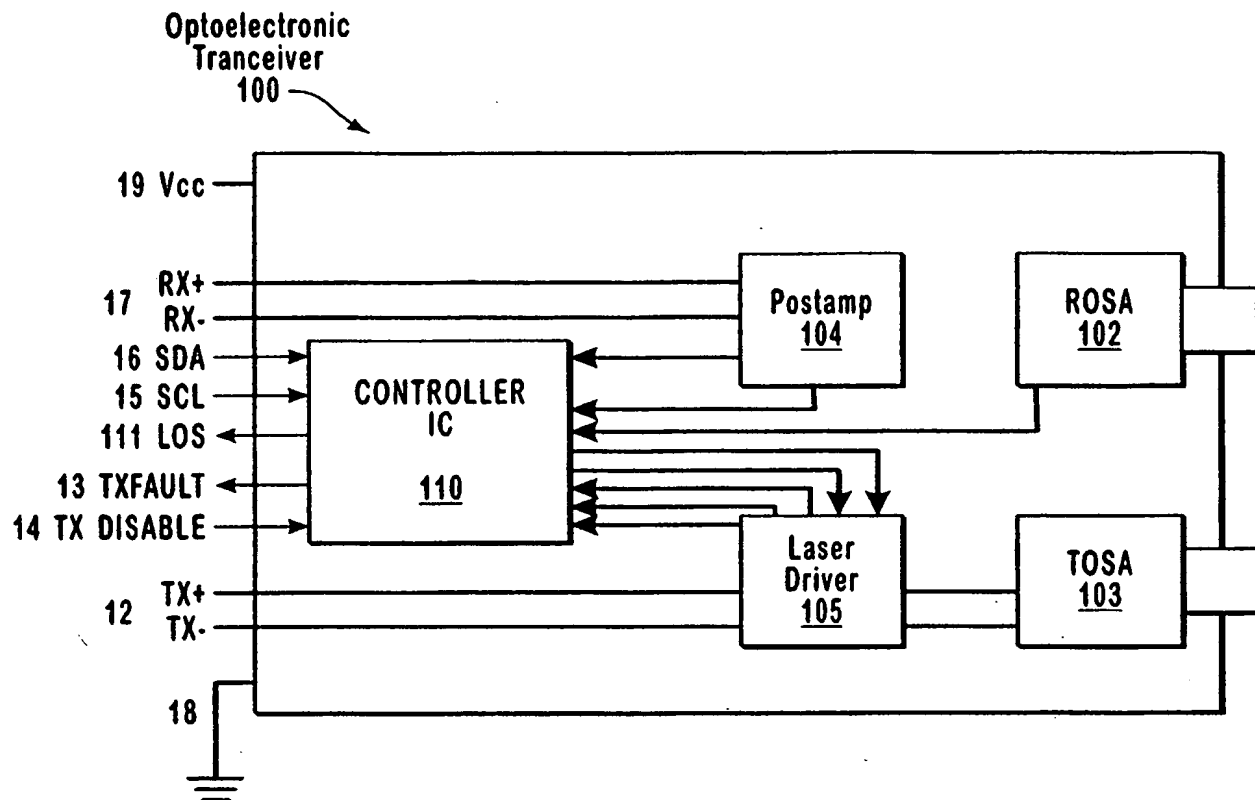 Optoelectronic
Tranceiver
100
19 Vcc
17
RX+
RX-
16 SDA
15 SCL
111 LOS
13 TXFAULT
14 TX DISABLE
12
TX+
TX-
18
CONTROLLER
IC
110
Postamp
104
ROSA
102
Laser
Driver
105
TOSA
103